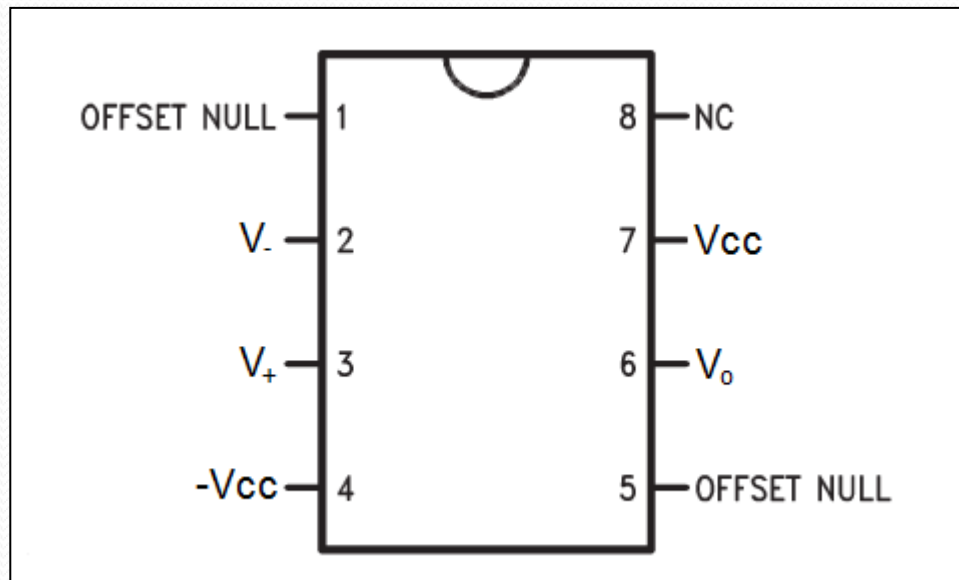 OFFSET NULL 1 8 NC
V- 2 7 Vcc
V+ 3 6 Vo
-Vcc 4 5 OFFSET NULL